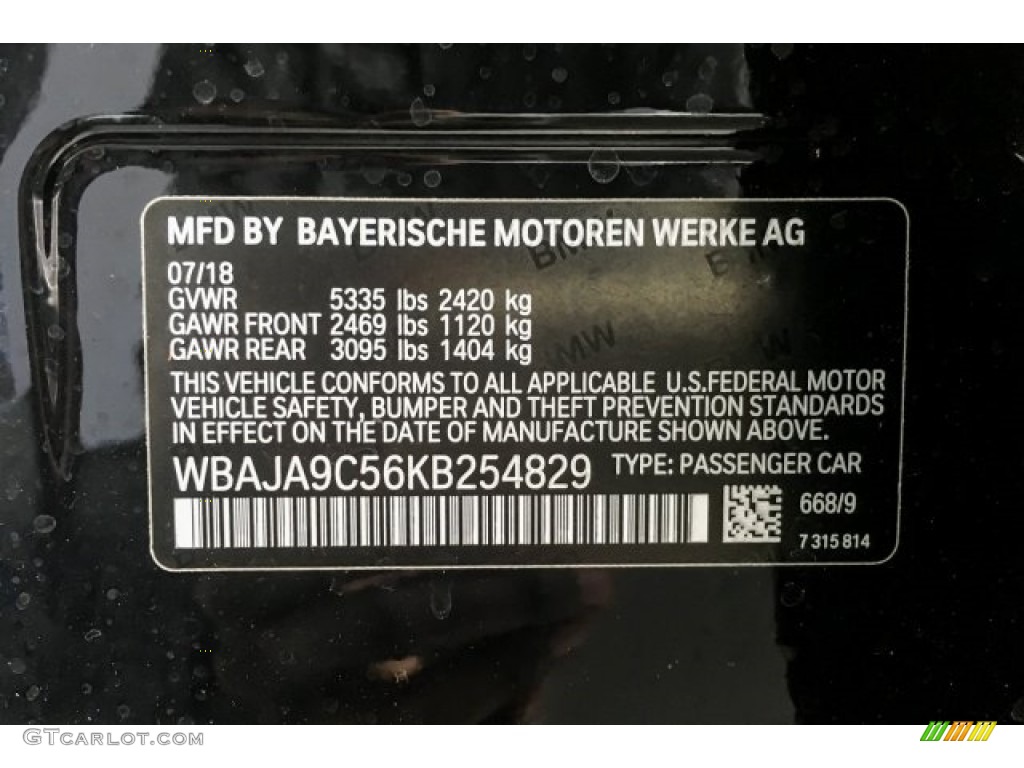 MFD BY BAYERISCHE MOTOREN WERKE AG
07/18
GVWR 5335 lbs 2420 kg
GAWR FRONT 2469 lbs 1120 kg
GAWR REAR 3095 lbs 1404 kg
THIS VEHICLE CONFORMS TO ALL APPLICABLE U.S.FEDERAL MOTOR
VEHICLE SAFETY, BUMPER AND THEFT PREVENTION STANDARDS
IN EFFECT ON THE DATE OF MANUFACTURE SHOWN ABOVE.
WBAJA9C56KB254829 TYPE: PASSENGER CAR
668/9
7 315 814
GTCARLOT.COM